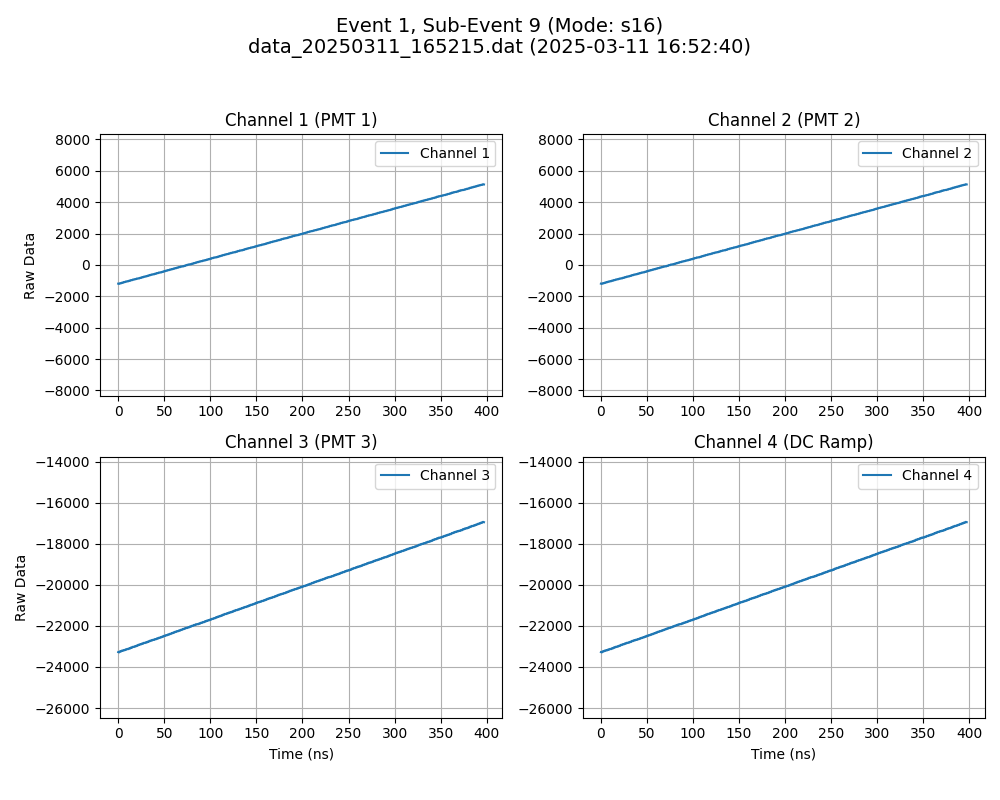 Event 1, Sub-Event 9 (Mode: s16)
data_20250311_165215.dat (2025-03-11 16:52:40)
Channel 1 (PMT 1)
Channel 1
Raw Data
8000
6000
4000
2000
0
−2000
−4000
−6000
−8000
0 50 100 150 200 250 300 350 400
Channel 2 (PMT 2)
Channel 2
8000
6000
4000
2000
0
−2000
−4000
−6000
−8000
0 50 100 150 200 250 300 350 400
Channel 3 (PMT 3)
Channel 3
Raw Data
−14000
−16000
−18000
−20000
−22000
−24000
−26000
0 50 100 150 200 250 300 350 400
Time (ns)
Channel 4 (DC Ramp)
Channel 4
−14000
−16000
−18000
−20000
−22000
−24000
−26000
0 50 100 150 200 250 300 350 400
Time (ns)